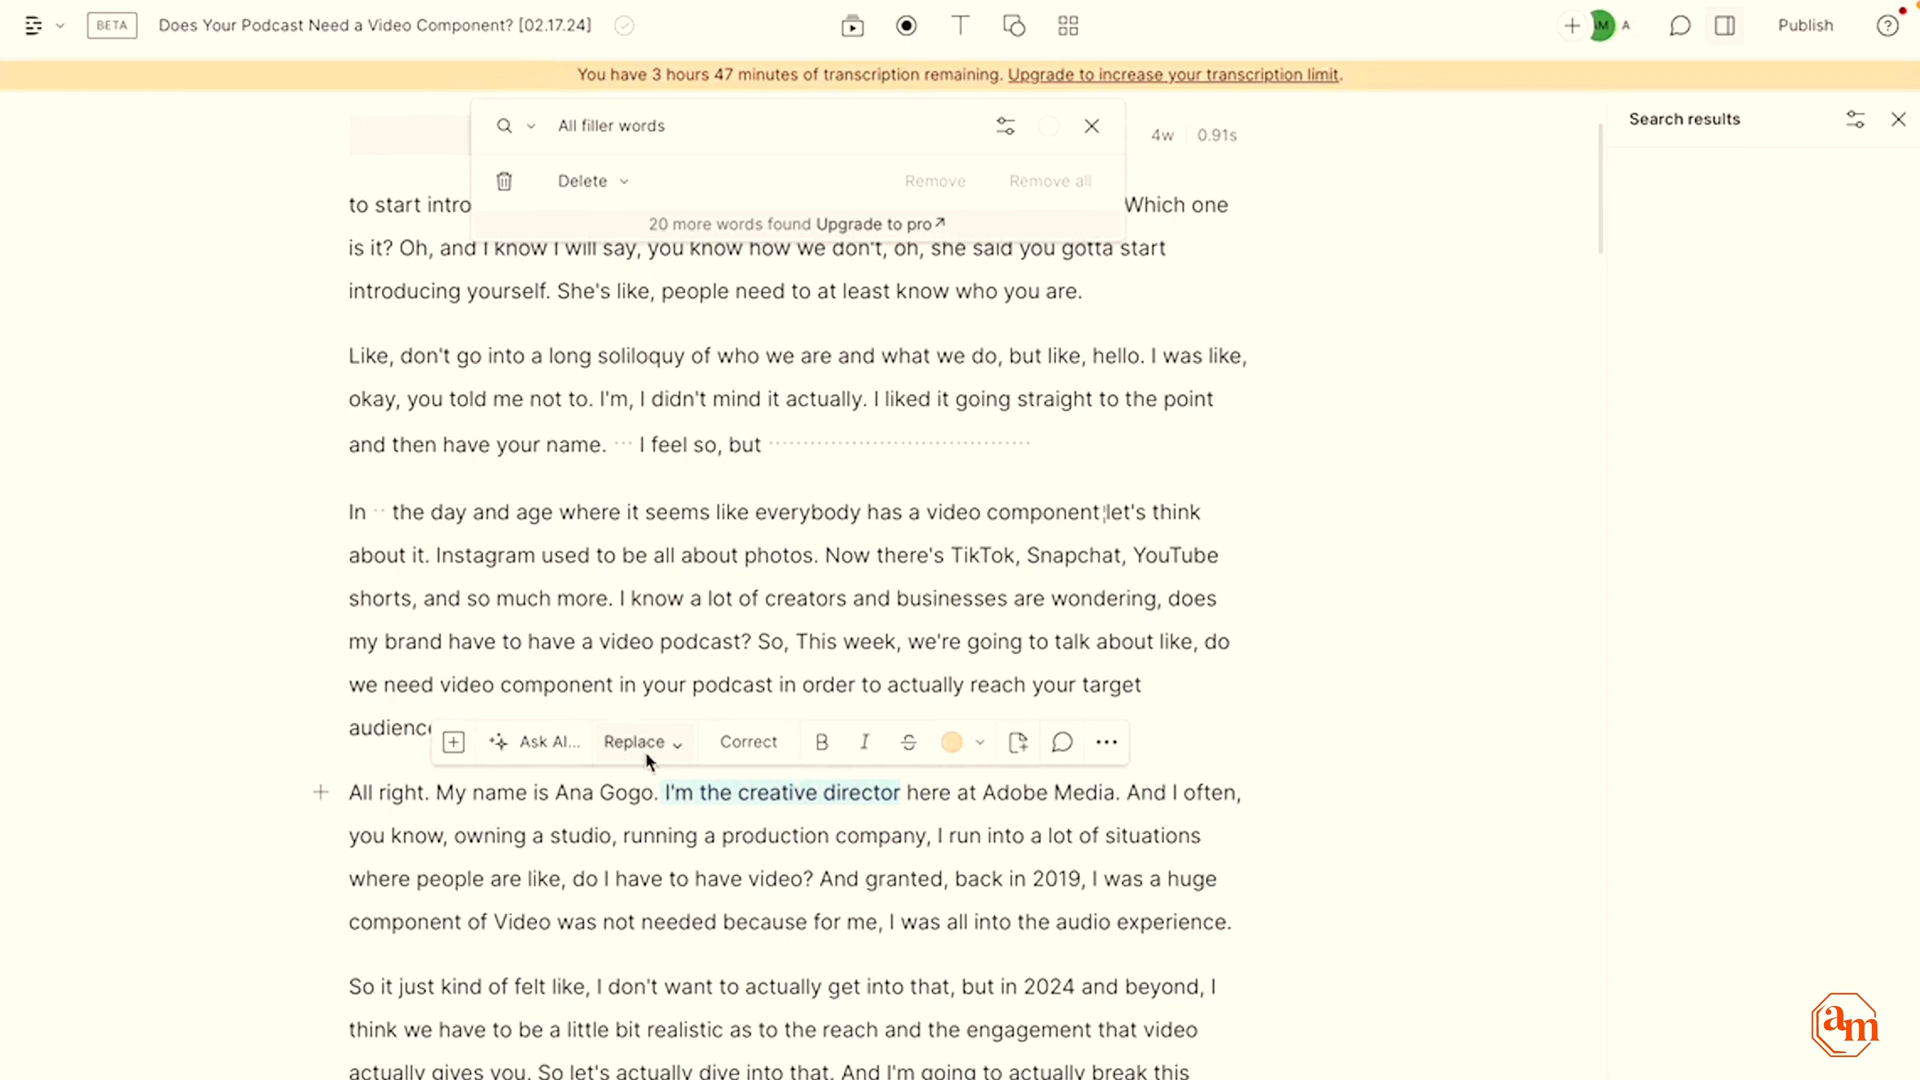 BETA
Does Your Podcast Need a Video Component? [02.17.24]
A
Publish
You have 3 hours 47 minutes of transcription remaining. Upgrade to increase your transcription limit.
All filler words
4w 0.91s
Search results
Delete
Remove
Remove all
20 more words found Upgrade to pro↗
to start intro
Which one
is it? Oh, and I know I will say, you know how we don't, oh, she said you gotta start
introducing yourself. She's like, people need to at least know who you are.
Like, don't go into a long soliloquy of who we are and what we do, but like, hello. I was like,
okay, you told me not to. I'm, I didn't mind it actually. I liked it going straight to the point
and then have your name. ··· I feel so, but
In ·· the day and age where it seems like everybody has a video component let's think
about it. Instagram used to be all about photos. Now there's TikTok, Snapchat, YouTube
shorts, and so much more. I know a lot of creators and businesses are wondering, does
my brand have to have a video podcast? So, This week, we're going to talk about like, do
we need video component in your podcast in order to actually reach your target
audience
Ask AI...
Replace
Correct
B
I
S
All right. My name is Ana Gogo. I'm the creative director here at Adobe Media. And I often,
you know, owning a studio, running a production company, I run into a lot of situations
where people are like, do I have to have video? And granted, back in 2019, I was a huge
component of Video was not needed because for me, I was all into the audio experience.
So it just kind of felt like, I don't want to actually get into that, but in 2024 and beyond, I
think we have to be a little bit realistic as to the reach and the engagement that video
actually gives you. So let's actually dive into that. And I'm going to actually break this
am